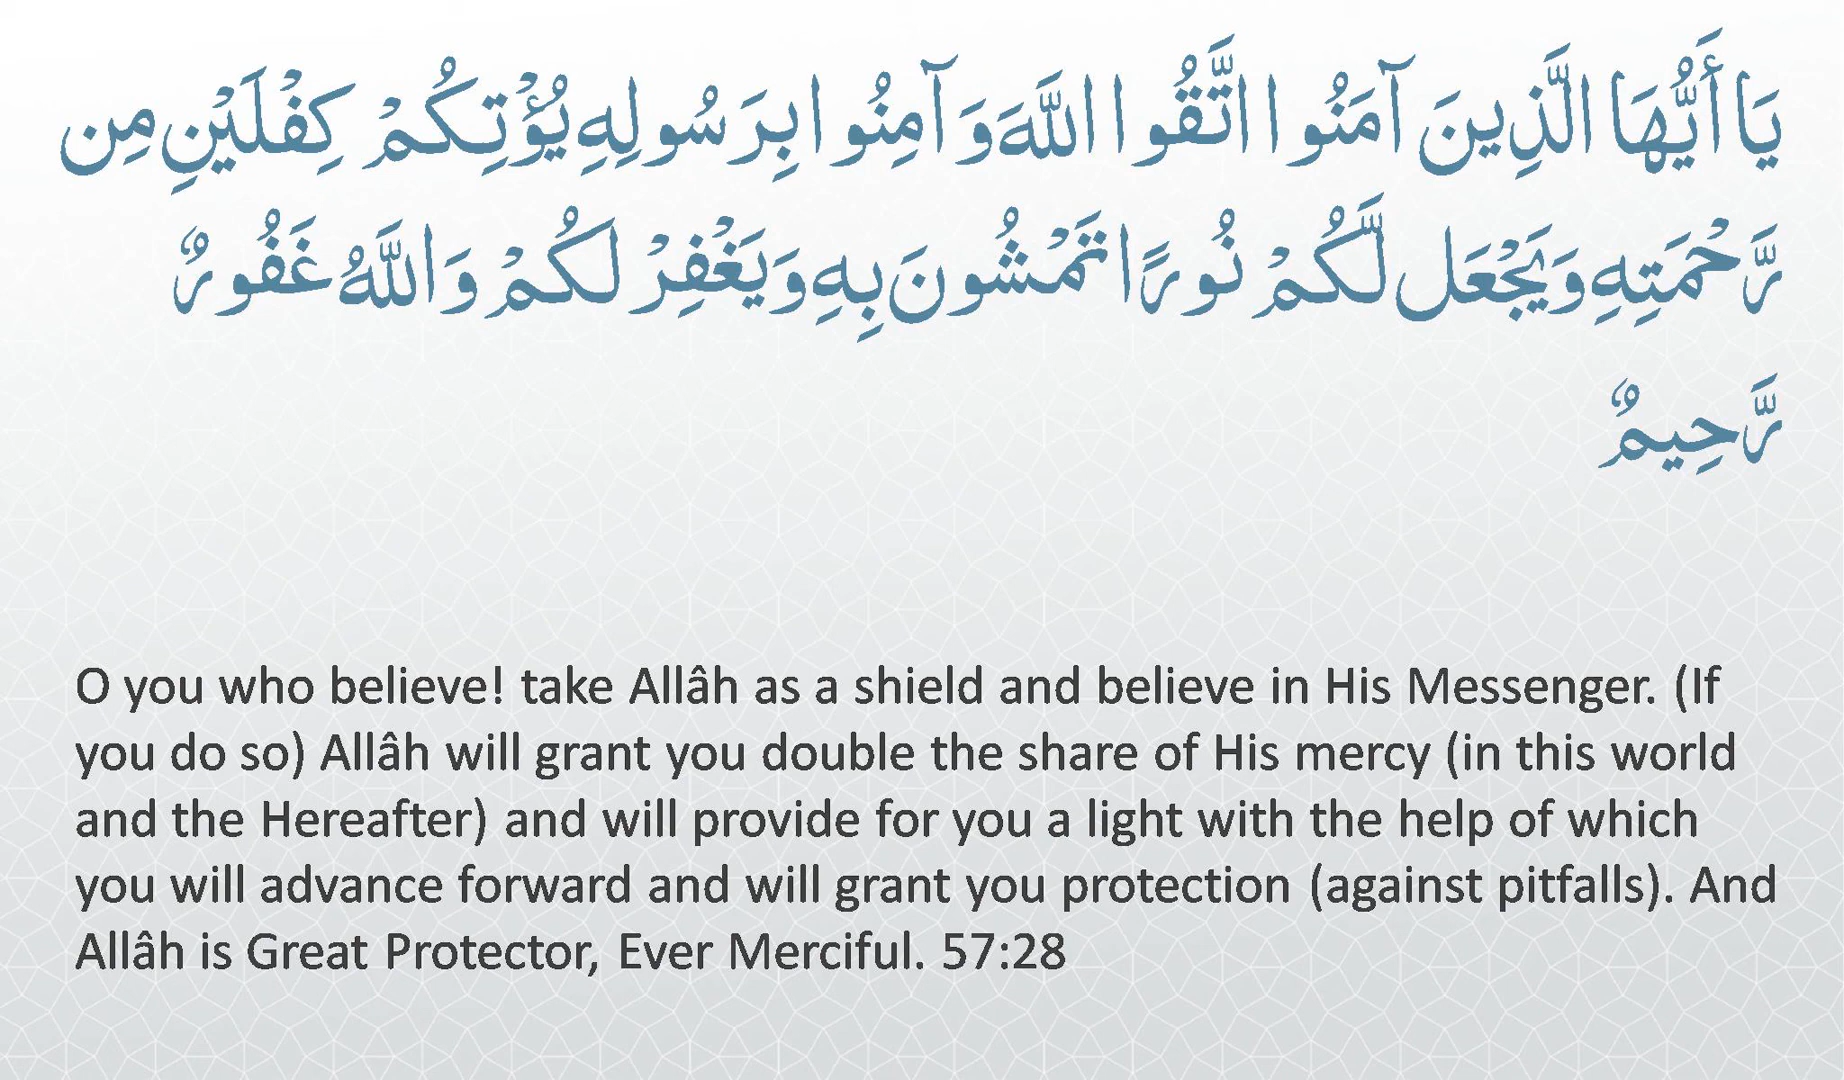 يَا أَيُّهَا الَّذِينَ آمَنُوا اتَّقُوا اللَّهَ وَآمِنُوا بِرَسُولِهِ يُؤْتِكُمْ كِفْلَيْنِ مِن
رَّحْمَتِهِ وَيَجْعَل لَّكُمْ نُورًا تَمْشُونَ بِهِ وَيَغْفِرْ لَكُمْ وَاللَّهُ غَفُورٌ
رَّحِيمٌ
O you who believe! take Allâh as a shield and believe in His Messenger. (If
you do so) Allâh will grant you double the share of His mercy (in this world
and the Hereafter) and will provide for you a light with the help of which
you will advance forward and will grant you protection (against pitfalls). And
Allâh is Great Protector, Ever Merciful. 57:28